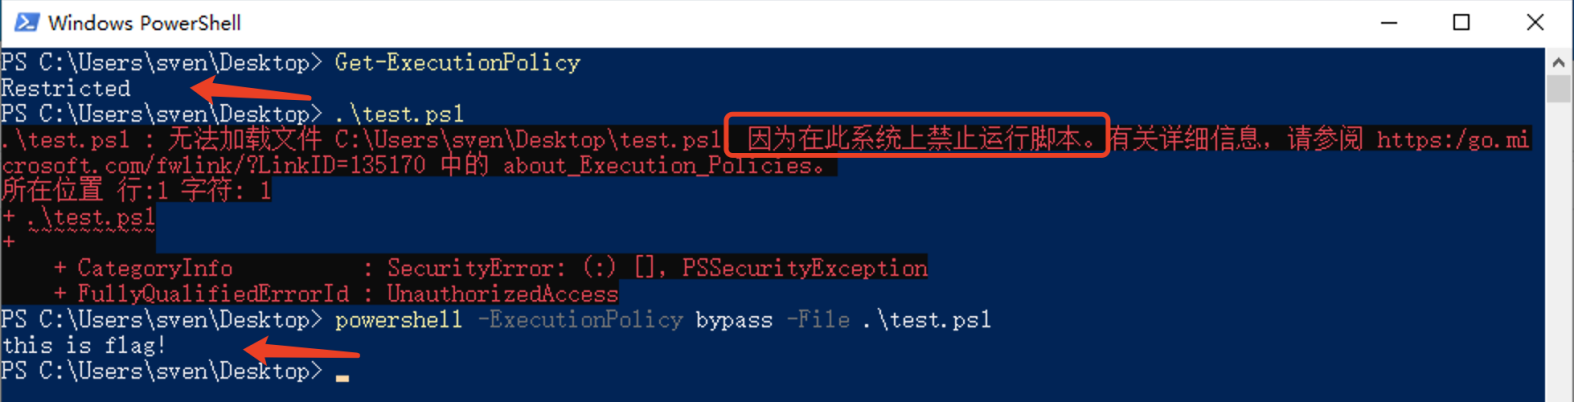 Windows PowerShell
PS C:\Users\sven\Desktop> Get-ExecutionPolicy
Restricted
PS C:\Users\sven\Desktop> .\test.ps1
.\test.ps1 : 无法加载文件 C:\Users\sven\Desktop\test.ps1 因为在此系统上禁止运行脚本。有关详细信息，请参阅 https:/go.mi
crosoft.com/fwlink/?LinkID=135170 中的 about_Execution_Policies。
所在位置 行:1 字符: 1
+ .\test.ps1
+ ~~~~~~~~~~
+ CategoryInfo          : SecurityError: (:) [], PSSecurityException
+ FullyQualifiedErrorId : UnauthorizedAccess
PS C:\Users\sven\Desktop> powershell -ExecutionPolicy bypass -File .\test.ps1
this is flag!
PS C:\Users\sven\Desktop>